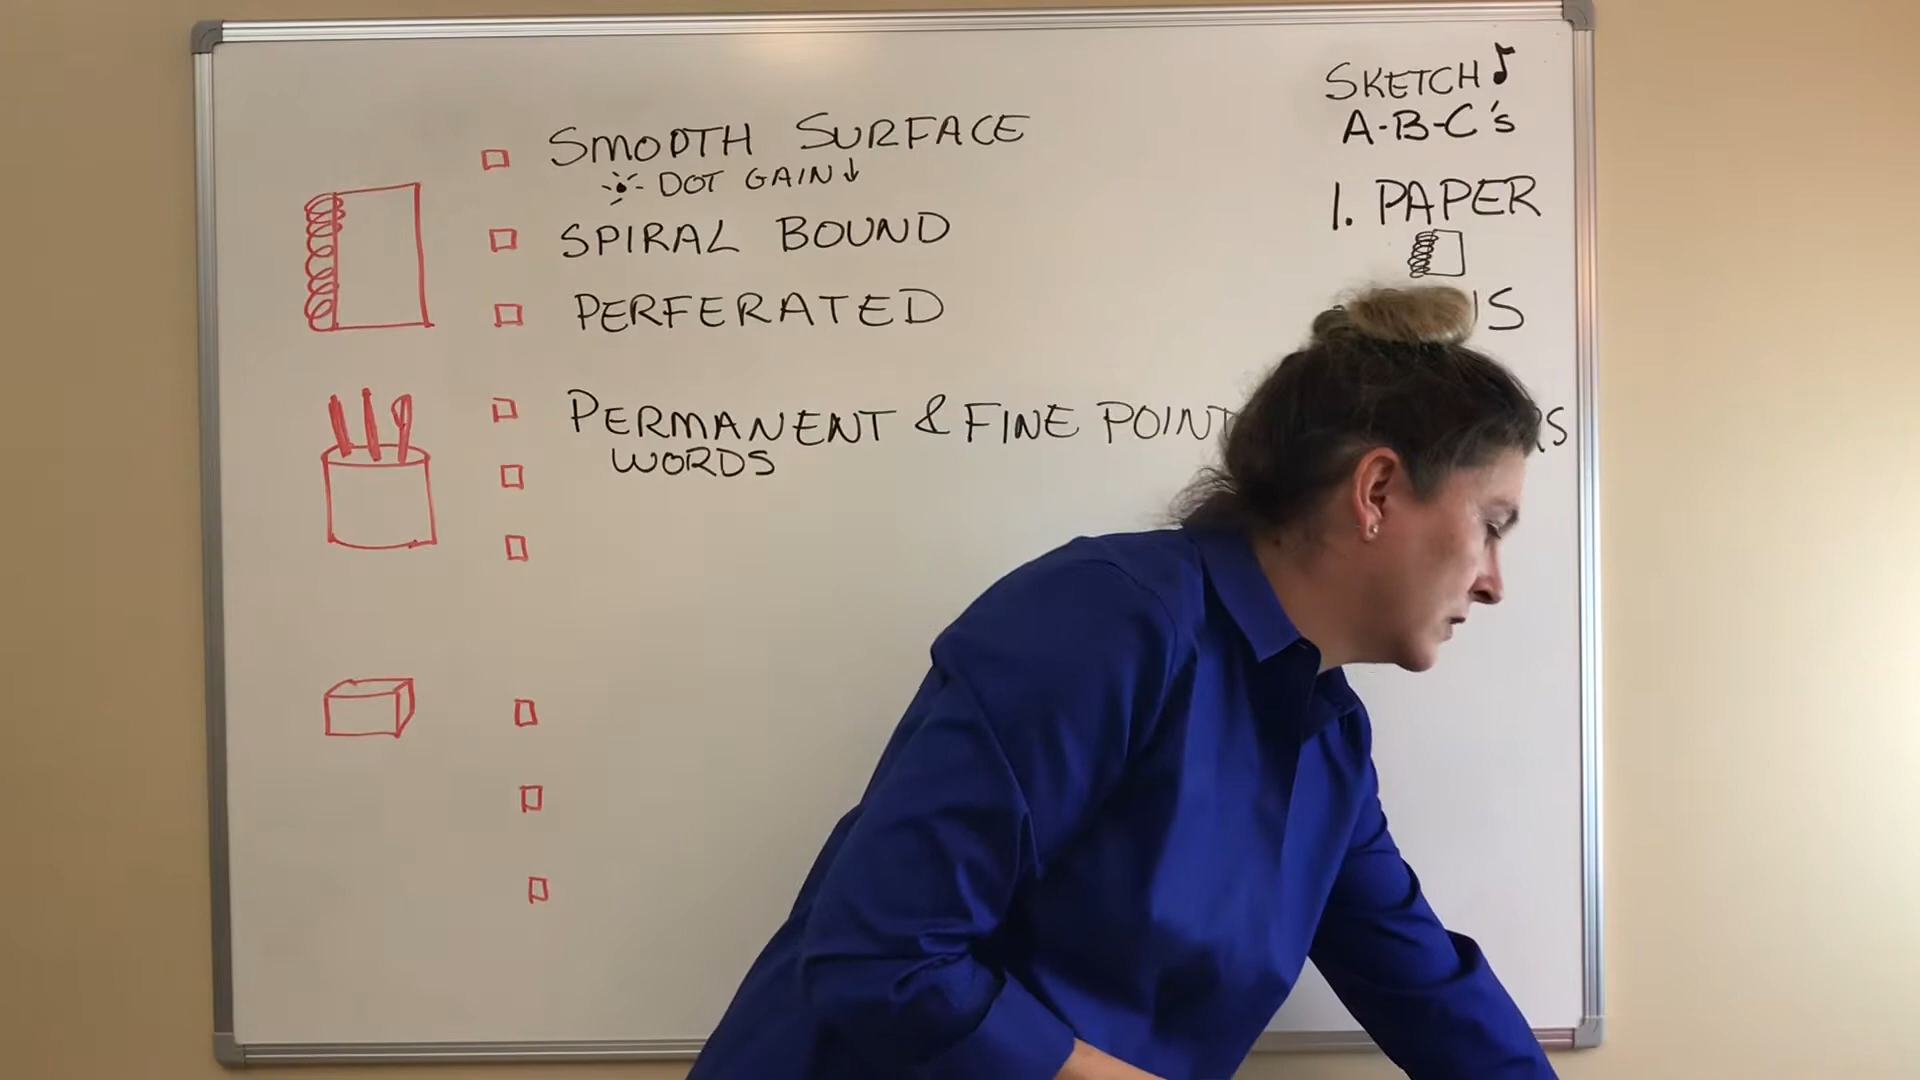 SMOOTH SURFACE
DOT GAIN↓
SPIRAL BOUND
PERFERATED
PERMANENT & FINE POINT
WORDS
SKETCH♪
A-B-C's
1. PAPER